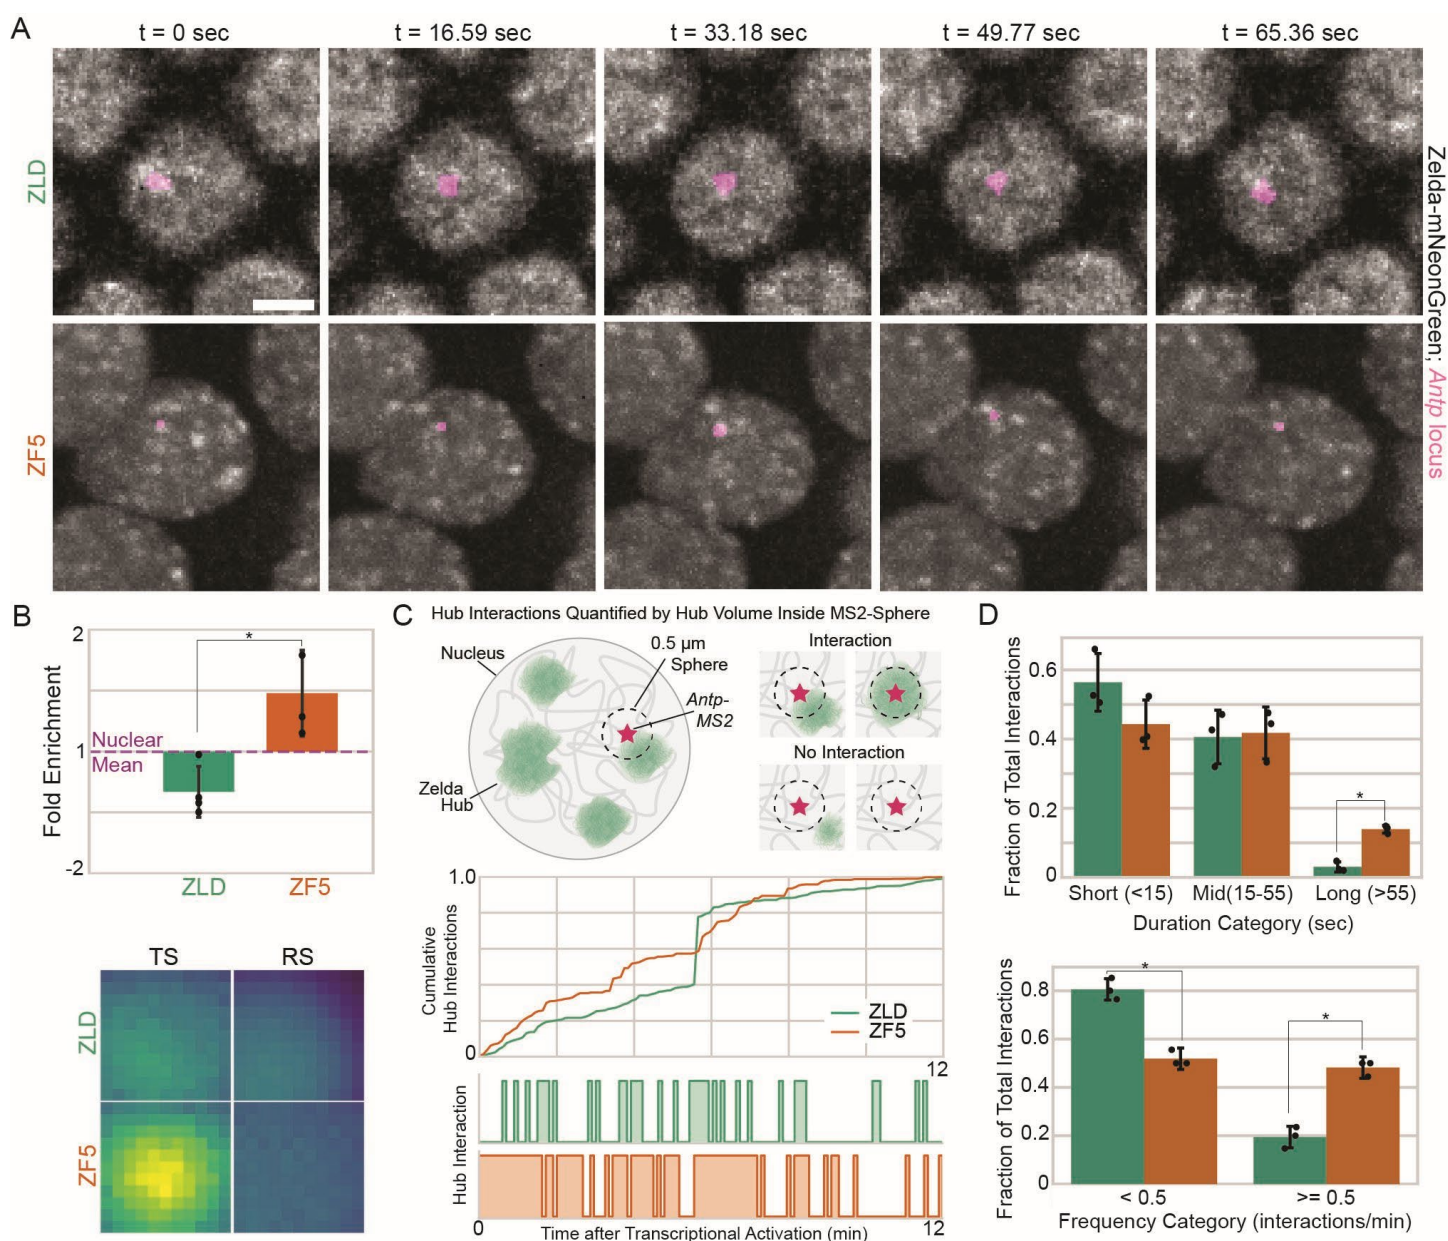 A
t = 0 sec
t = 16.59 sec
t = 33.18 sec
t = 49.77 sec
t = 65.36 sec
ZLD
ZF5
Zelda-mNeonGreen; Antp locus
B
2
*
Nuclear
Mean
1
-2
Fold Enrichment
ZLD
ZF5
TS
RS
ZLD
ZF5
C
Hub Interactions Quantified by Hub Volume Inside MS2-Sphere
Nucleus
0.5 µm
Sphere
Antp-
MS2
Zelda
Hub
Interaction
No Interaction
1.0
Cumulative
Hub Interactions
ZLD
ZF5
0
12
Hub Interaction
0
12
Time after Transcriptional Activation (min)
D
Fraction of Total Interactions
0.6
0.4
0.2
0
*
Short (<15)
Mid(15-55)
Long (>55)
Duration Category (sec)
Fraction of Total Interactions
0.8
0.6
0.4
0.2
0
*
*
< 0.5
>= 0.5
Frequency Category (interactions/min)